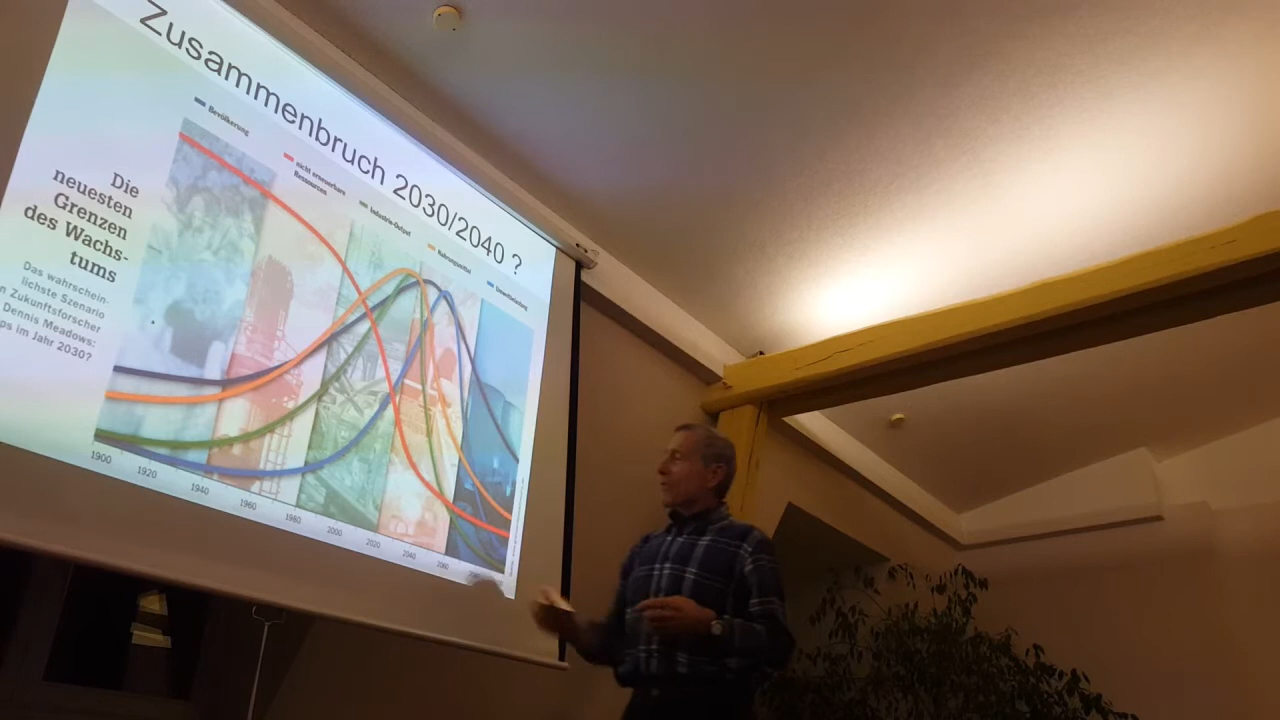 Zusammenbruch 2030/2040 ?
Bevölkerung
nicht erneuerbare
Ressourcen
Industrie-Output
Nahrungsmittel
Umweltbelastung
Die
neuesten
Grenzen
des Wachs-
tums
Das wahrschein-
lichste Szenario
n Zukunftsforscher
Dennis Meadows:
ps im Jahr 2030?
1900
1920
1940
1960
1980
2000
2020
2040
2060